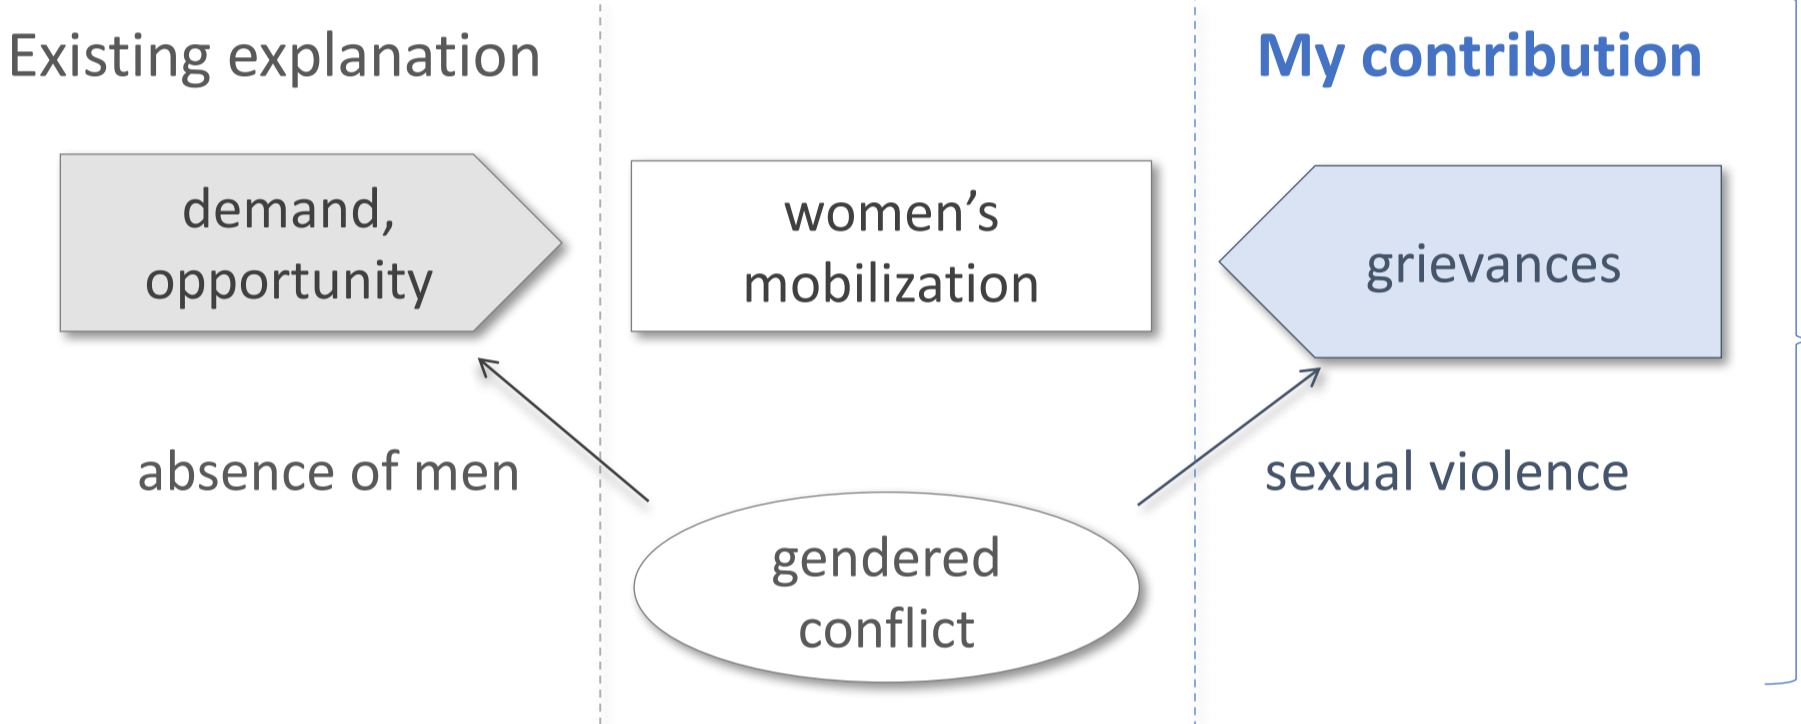 Existing explanation
My contribution
demand,
opportunity
women’s
mobilization
grievances
absence of men
sexual violence
gendered
conflict